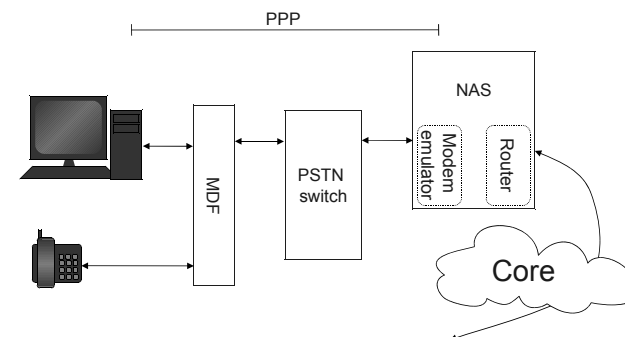 PPP
NAS
Modem
emulator
Router
PSTN
switch
MDF
Core